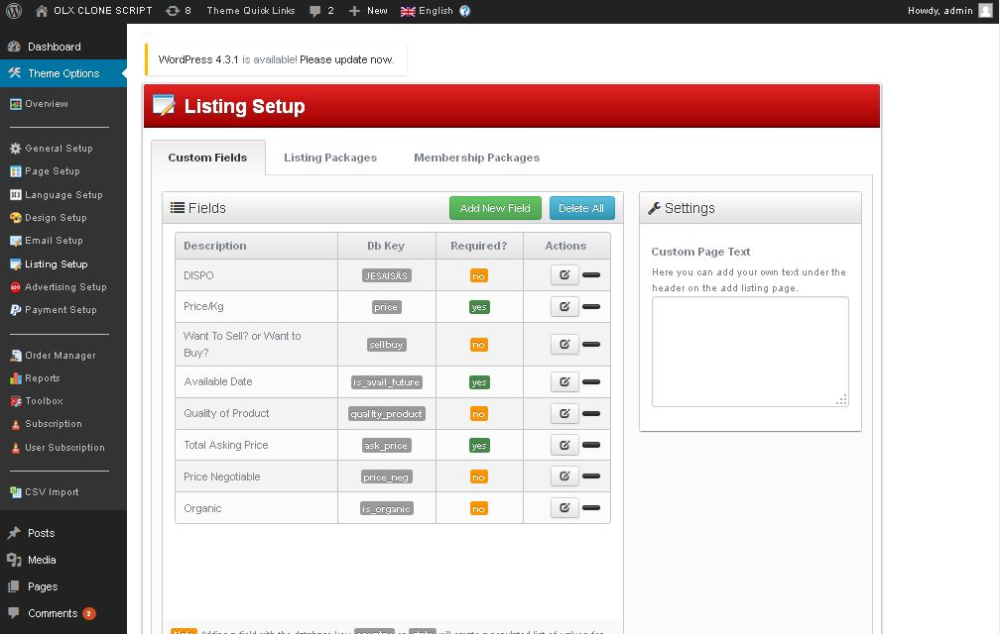 OLX CLONE SCRIPT 8 Theme Quick Links 2 New English ? Howdy, admin
Dashboard
Theme Options
Overview
General Setup
Page Setup
Language Setup
Design Setup
Email Setup
Listing Setup
Advertising Setup
Payment Setup
Order Manager
Reports
Toolbox
Subscription
User Subscription
CSV Import
Posts
Media
Pages
Comments 2
WordPress 4.3.1 is available! Please update now.
Listing Setup
Custom Fields Listing Packages Membership Packages
Fields Add New Field Delete All
Description Db Key Required? Actions
DISPO no
Price/Kg price yes
Want To Sell? or Want to
Buy? sellbuy no
Available Date is_avail_future yes
Quality of Product quality_product no
Total Asking Price ask_price yes
Price Negotiable price_neg no
Organic is_organic no
Settings
Custom Page Text
Here you can add your own text under the
header on the add listing page.